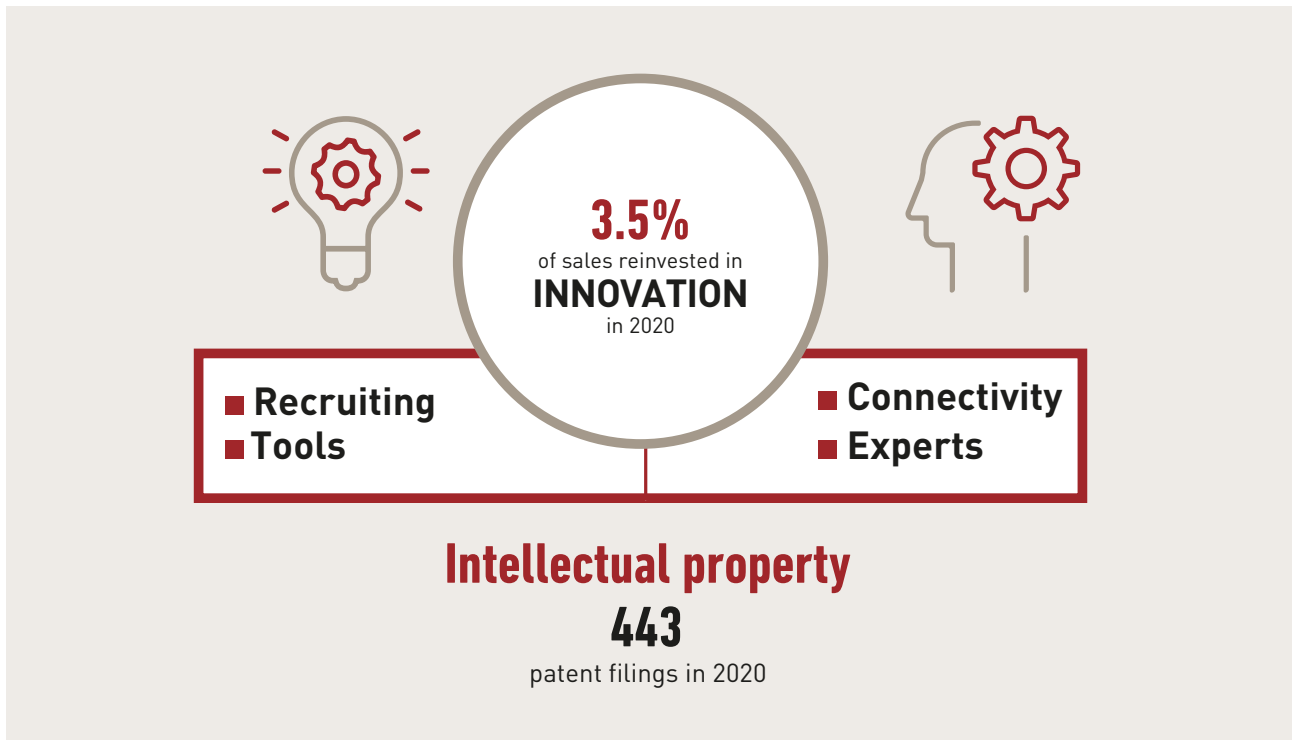 3.5%
of sales reinvested in
INNOVATION
in 2020
Recruiting
Tools
Connectivity
Experts
Intellectual property
443
patent filings in 2020